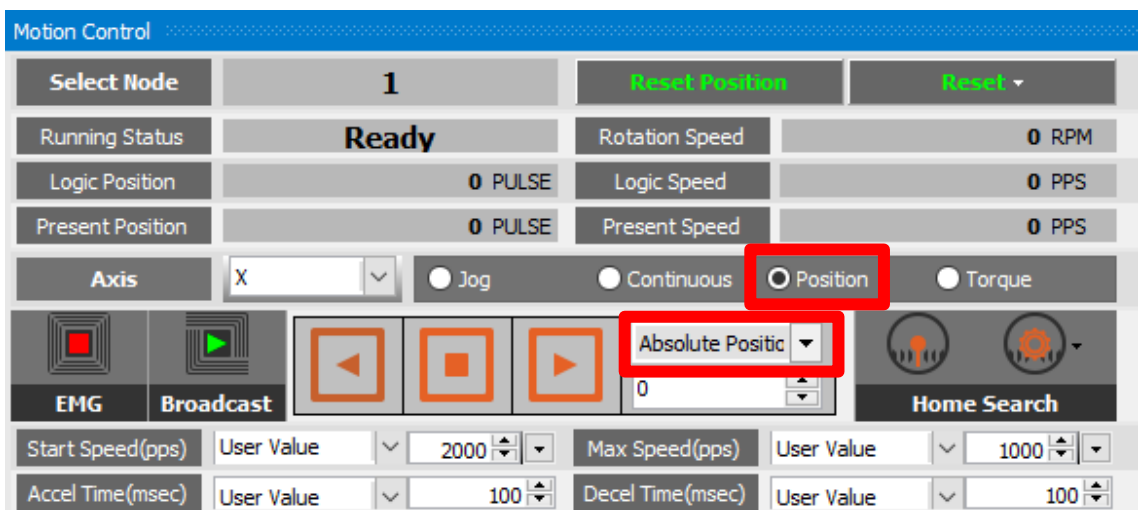 Motion Control
Select Node 1 Reset Position Reset
Running Status Ready Rotation Speed 0 RPM
Logic Position 0 PULSE Logic Speed 0 PPS
Present Position 0 PULSE Present Speed 0 PPS
Axis X Jog Continuous Position Torque
Absolute Positic
0
EMG Broadcast Home Search
Start Speed(pps) User Value 2000 Max Speed(pps) User Value 1000
Accel Time(msec) User Value 100 Decel Time(msec) User Value 100